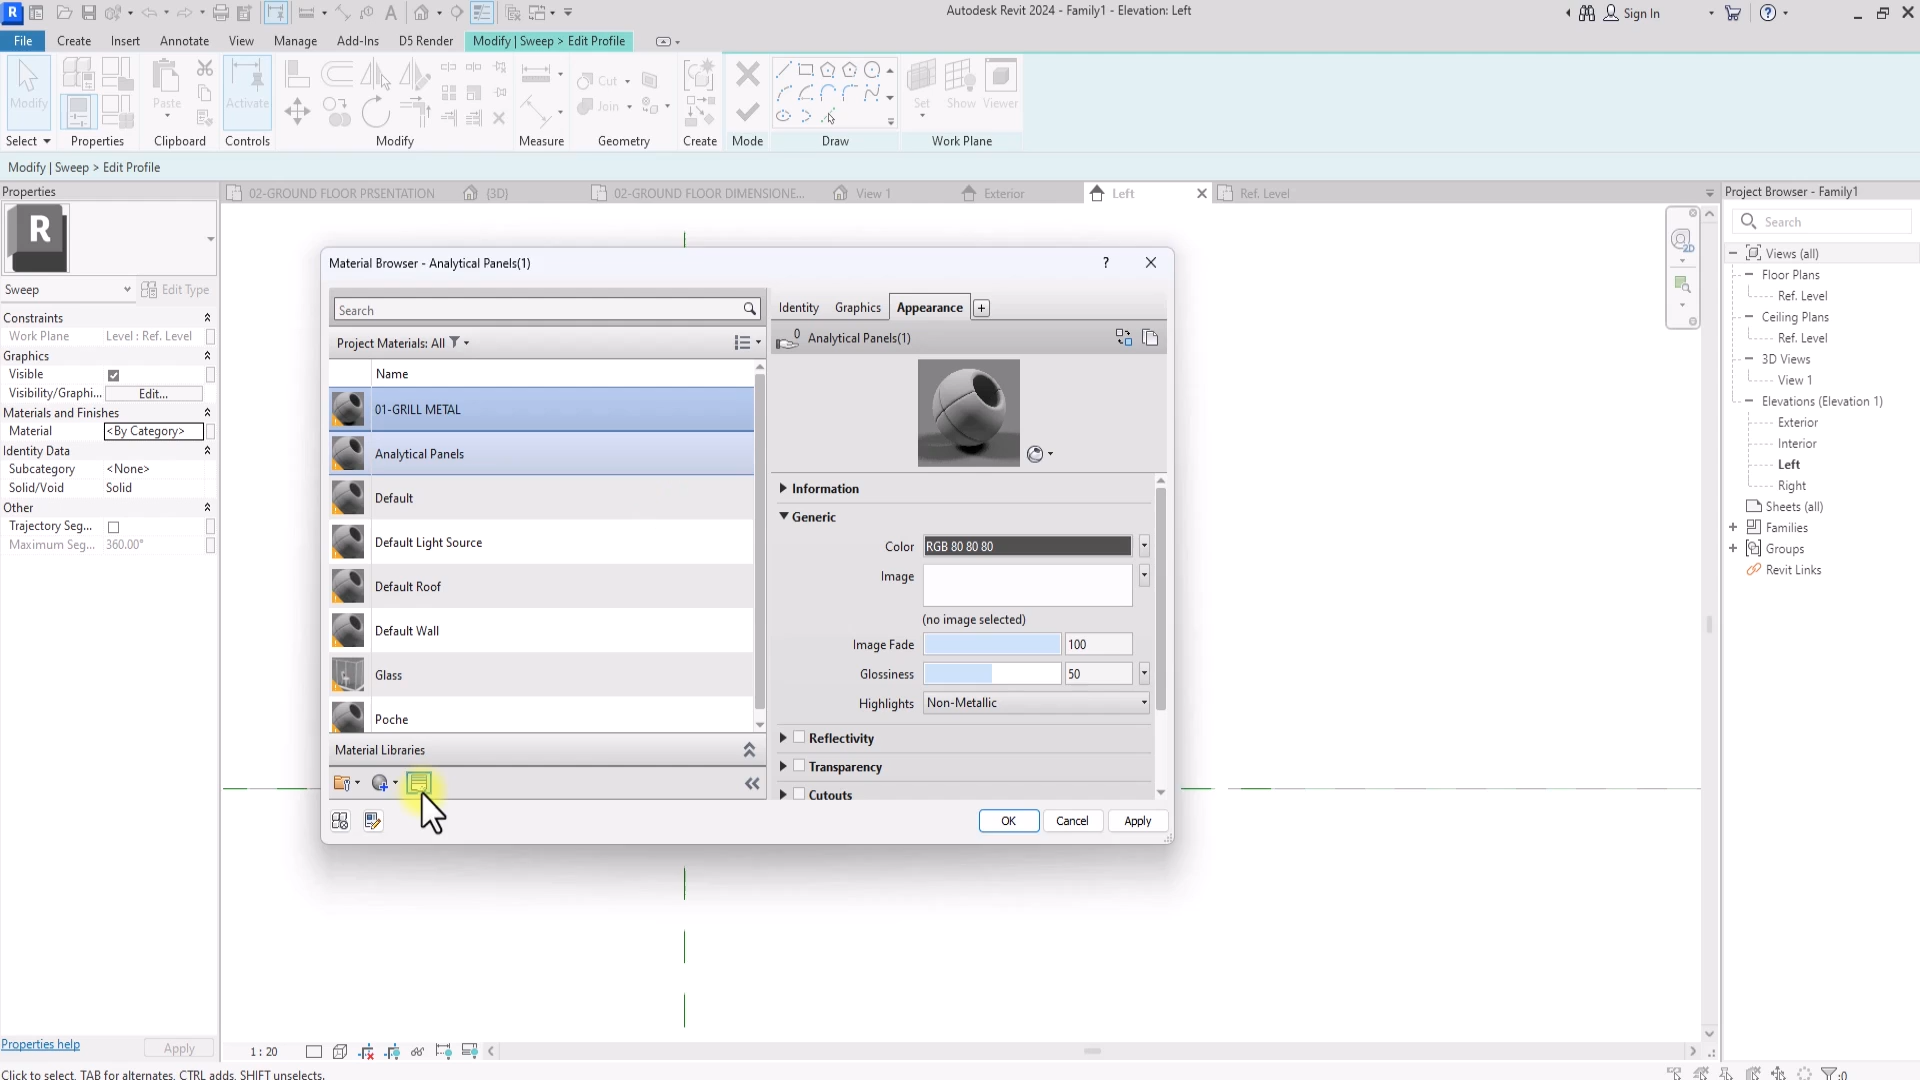 Autodesk Revit 2024 - Family1 - Elevation: Left
Sign In
File
Create
Insert
Annotate
View
Manage
Add-Ins
D5 Render
Modify | Sweep > Edit Profile
Modify
Paste
Activate
Cut
Join
Set
Show
Viewer
Select
Properties
Clipboard
Controls
Modify
Measure
Geometry
Create
Mode
Draw
Work Plane
Modify | Sweep > Edit Profile
Properties
02-GROUND FLOOR PRSENTATION
{3D}
02-GROUND FLOOR DIMENSIONE...
View 1
Exterior
Left
Ref. Level
Project Browser - Family1
R
Search
Sweep
Edit Type
Constraints
Work Plane
Level : Ref. Level
Graphics
Visible
Visibility/Graphi...
Edit...
Materials and Finishes
Material
<By Category>
Identity Data
Subcategory
<None>
Solid/Void
Solid
Other
Trajectory Seg...
Maximum Seg...
360.00°
Properties help
Apply
Material Browser - Analytical Panels(1)
?
Search
Project Materials: All
Name
01-GRILL METAL
Analytical Panels
Default
Default Light Source
Default Roof
Default Wall
Glass
Poche
Material Libraries
Identity
Graphics
Appearance
+
0
Analytical Panels(1)
Information
Generic
Color
RGB 80 80 80
Image
(no image selected)
Image Fade
100
Glossiness
50
Highlights
Non-Metallic
Reflectivity
Transparency
Cutouts
OK
Cancel
Apply
2D
Views (all)
Floor Plans
Ref. Level
Ceiling Plans
Ref. Level
3D Views
View 1
Elevations (Elevation 1)
Exterior
Interior
Left
Right
Sheets (all)
Families
Groups
Revit Links
1 : 20
Click to select, TAB for alternates, CTRL adds, SHIFT unselects.
:0